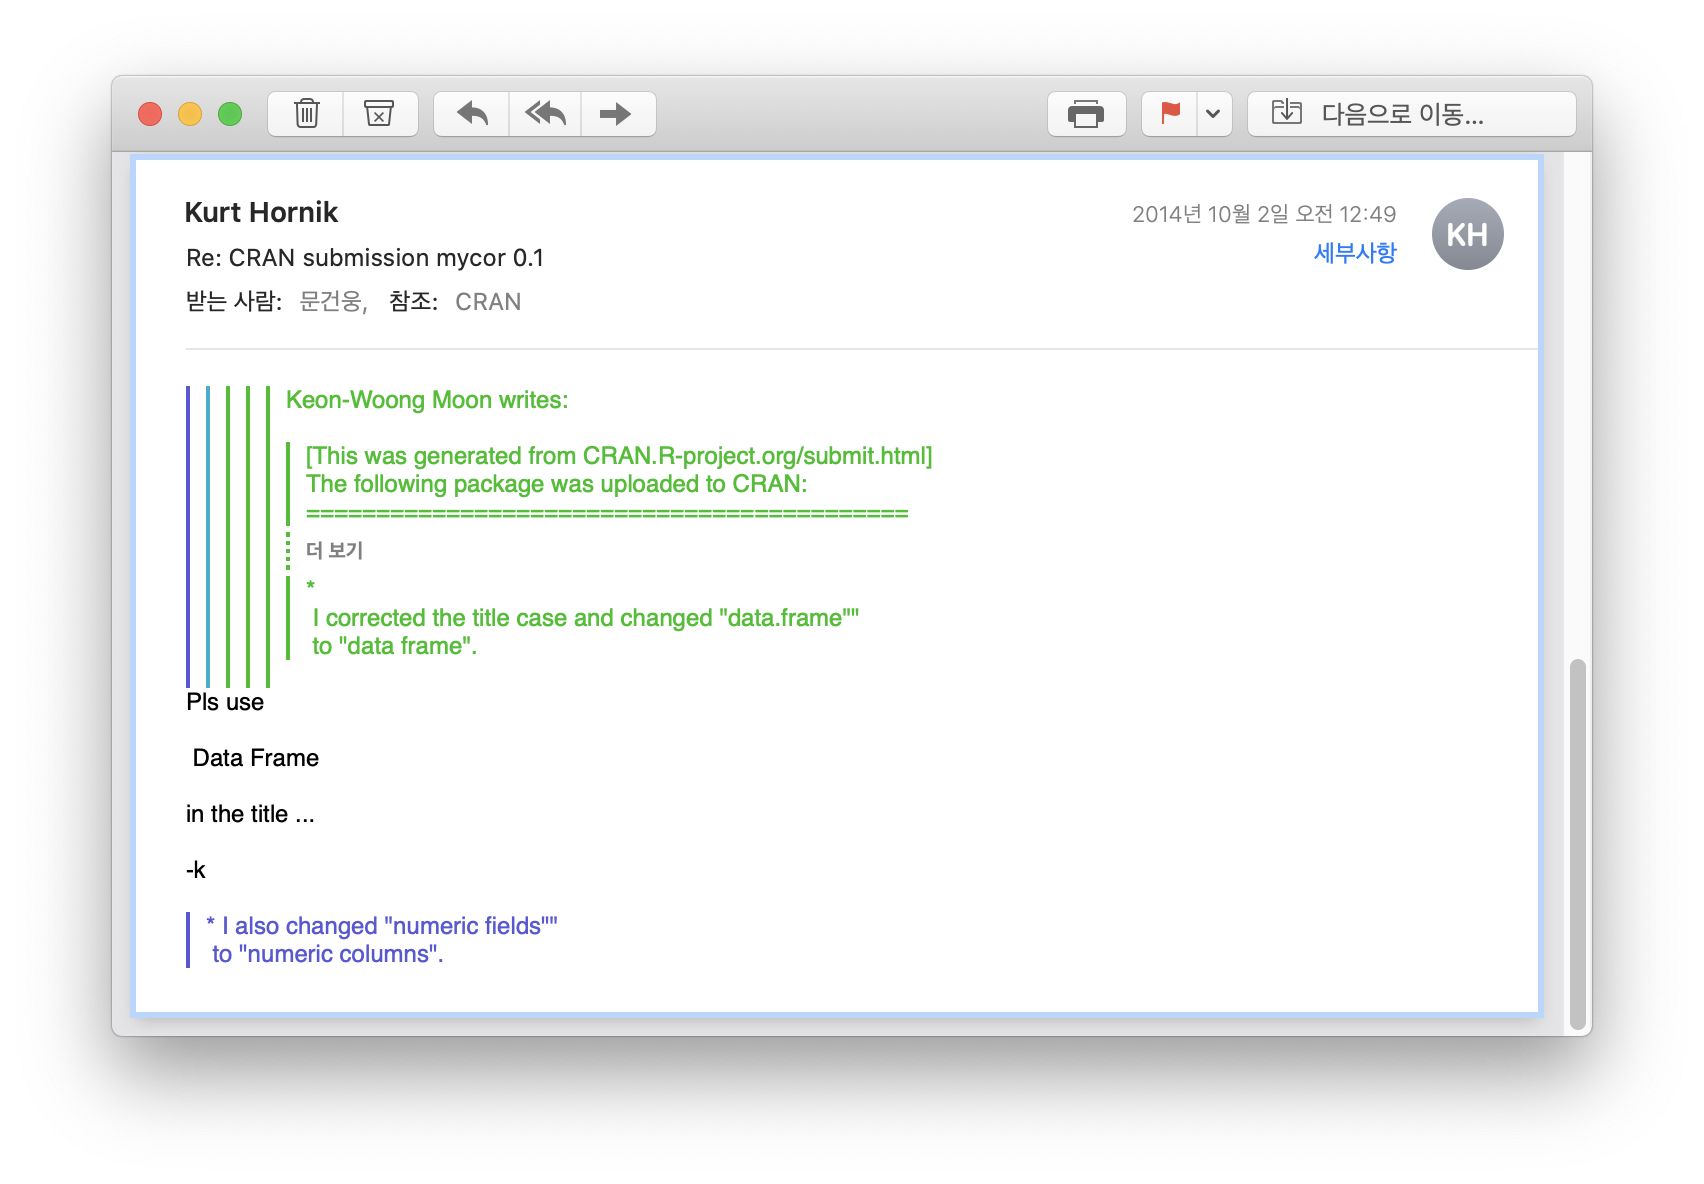 다음으로 이동...
Kurt Hornik
2014년 10월 2일 오전 12:49
KH
Re: CRAN submission mycor 0.1
세부사항
받는 사람: 문건웅, 참조: CRAN
Keon-Woong Moon writes:
[This was generated from CRAN.R-project.org/submit.html]
The following package was uploaded to CRAN:
===========================================
더 보기
*
I corrected the title case and changed "data.frame""
to "data frame".
Pls use
Data Frame
in the title ...
-k
* I also changed "numeric fields""
to "numeric columns".